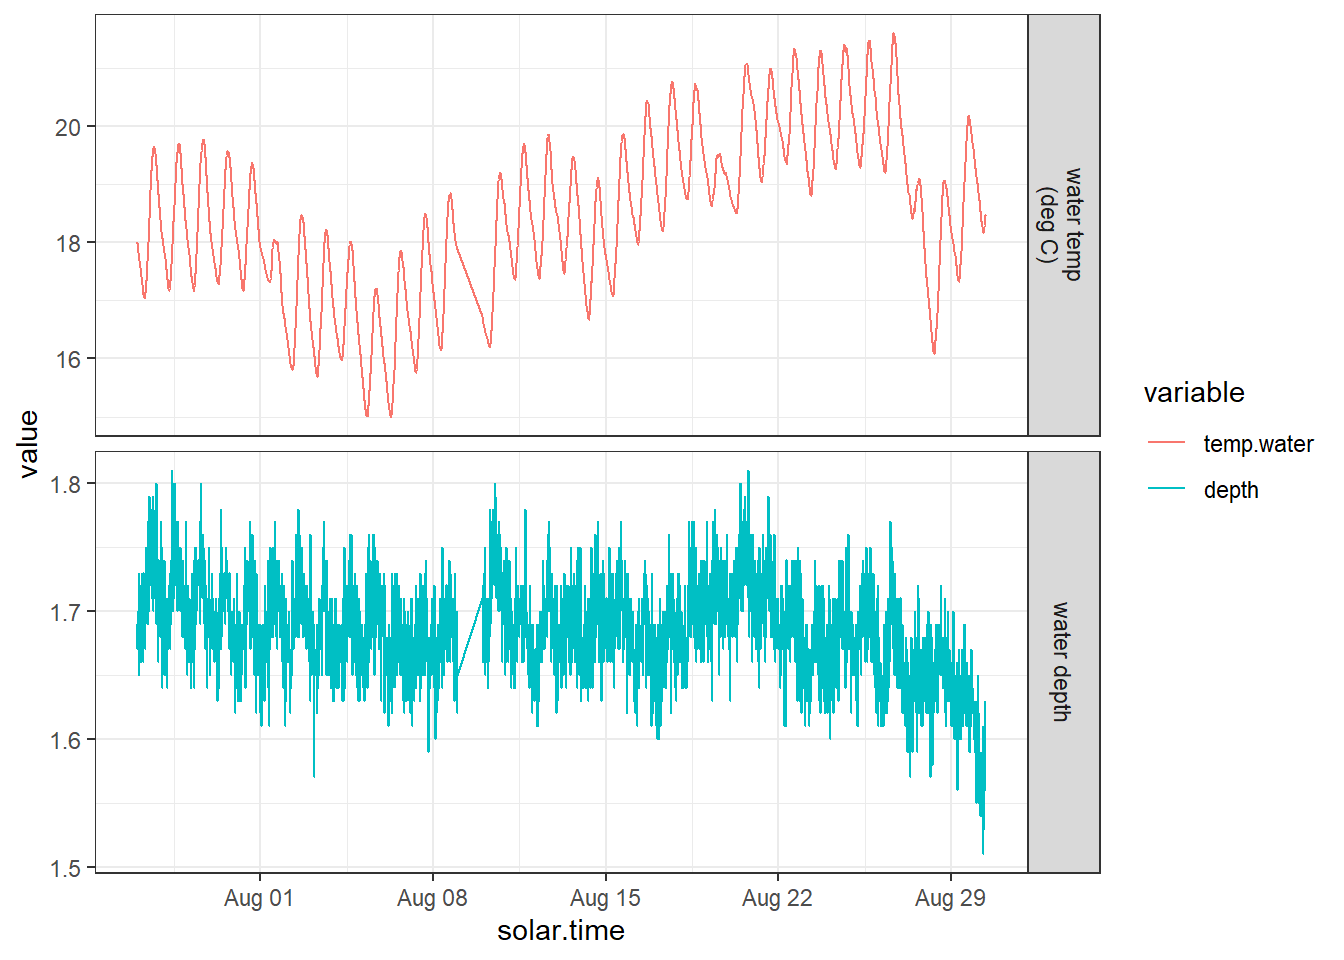 value
20
18
16
water temp
(deg C)
1.8
1.7
1.6
1.5
water depth
Aug 01
Aug 08
Aug 15
Aug 22
Aug 29
solar.time
variable
temp.water
depth